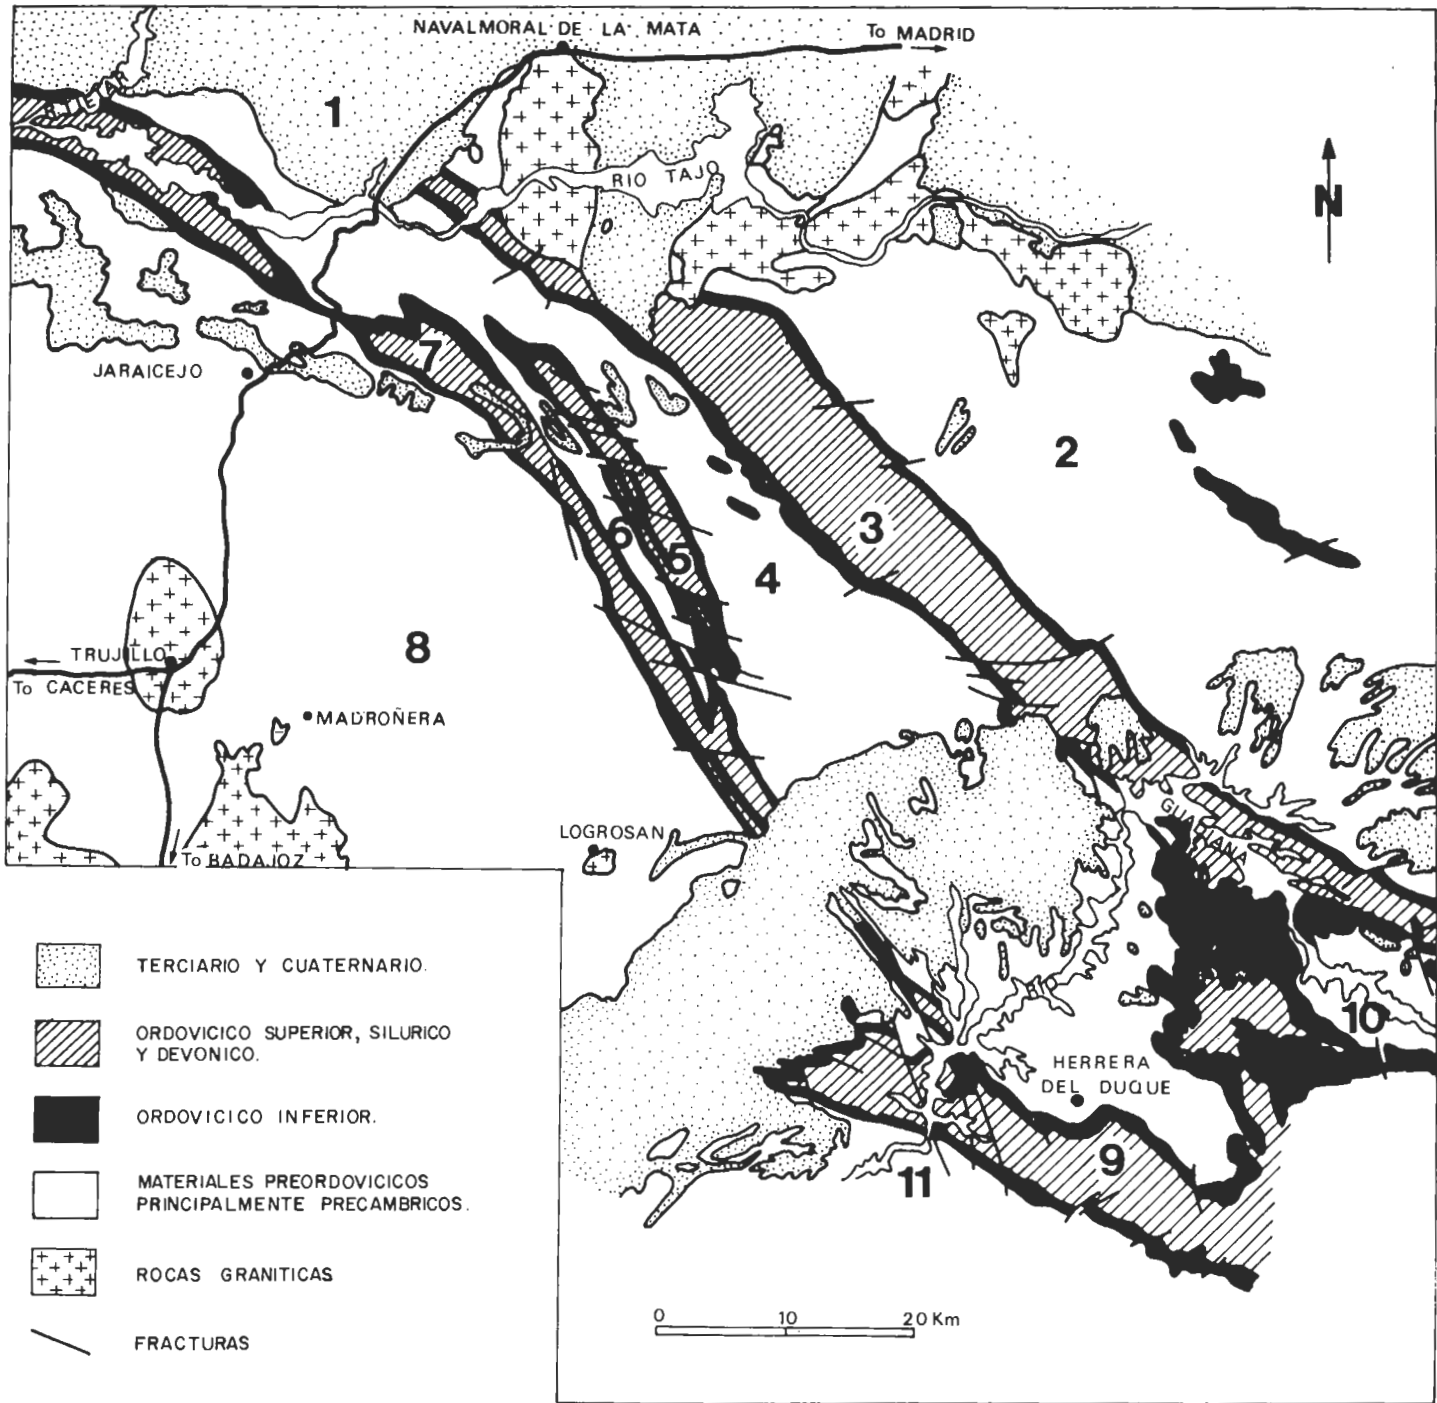 NAVALMORAL DE LA MATA
To MADRID
1
RIO TAJO
N
JARAICEJO
7
2
3
6
5
4
8
TRUJILLO
To CACERES
MADROÑERA
GUADIANA
LOGROSAN
To BADAJOZ
10
HERRERA
DEL DUQUE
9
11
TERCIARIO Y CUATERNARIO.
ORDOVICICO SUPERIOR, SILURICO
Y DEVONICO.
ORDOVICICO INFERIOR.
MATERIALES PREORDOVICICOS
PRINCIPALMENTE PRECAMBRICOS.
ROCAS GRANITICAS
FRACTURAS
0 10 20 Km